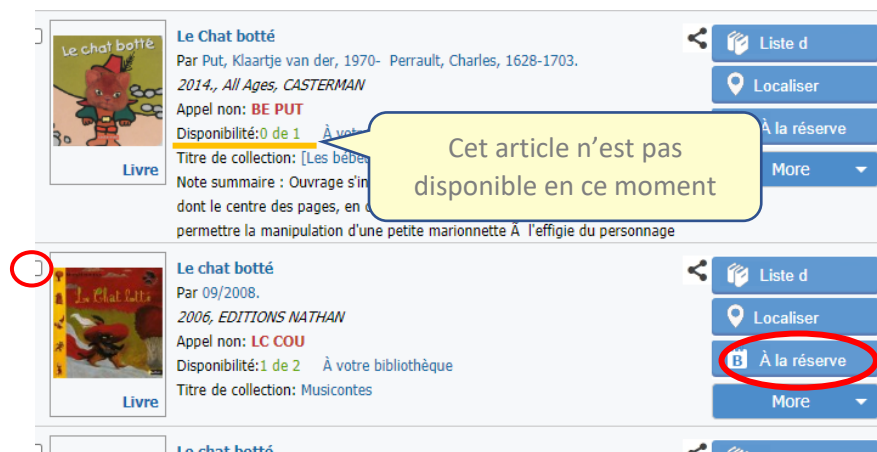 Le chat botté
Livre
Le Chat botté
Par Put, Klaartje van der, 1970- Perrault, Charles, 1628-1703.
2014., All Ages, CASTERMAN
Appel non: BE PUT
Disponibilité:0 de 1 À
Titre de collection: [Les
Note summaire : Ouvrage
dont le centre des pages, en
permettre la manipulation d'une petite marionnette Ã l'effigie du personnage
Cet article n'est pas
disponible en ce moment
Liste d
Localiser
À la réserve
More
Le Chat botté
Livre
Le chat botté
Par 09/2008.
2006, EDITIONS NATHAN
Appel non: LC COU
Disponibilité:1 de 2 À votre bibliothèque
Titre de collection: Musicontes
Liste d
Localiser
B À la réserve
More
Le chat botté